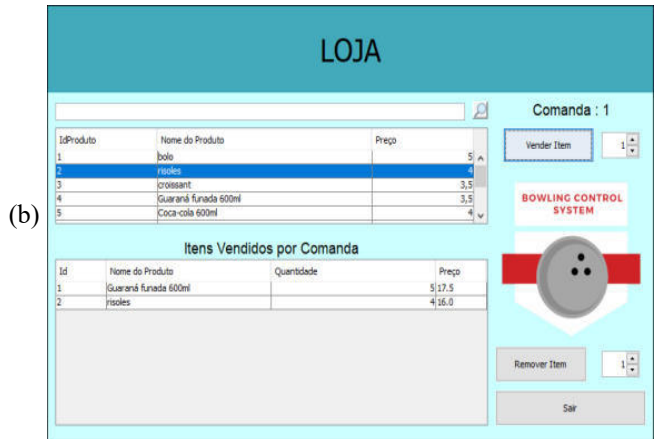 (b)
LOJA
Comanda : 1
IdProduto Nome do Produto Preço
1 bolo 5
2 risoles 4
3 croissant 3,5
4 Guaraná funada 600ml 3,5
5 Coca-cola 600ml 4
Vender Item 1
BOWLING CONTROL
SYSTEM
Itens Vendidos por Comanda
Id Nome do Produto Quantidade Preço
1 Guaraná funada 600ml 5 17.5
2 risoles 4 16.0
Remover Item 1
Sair